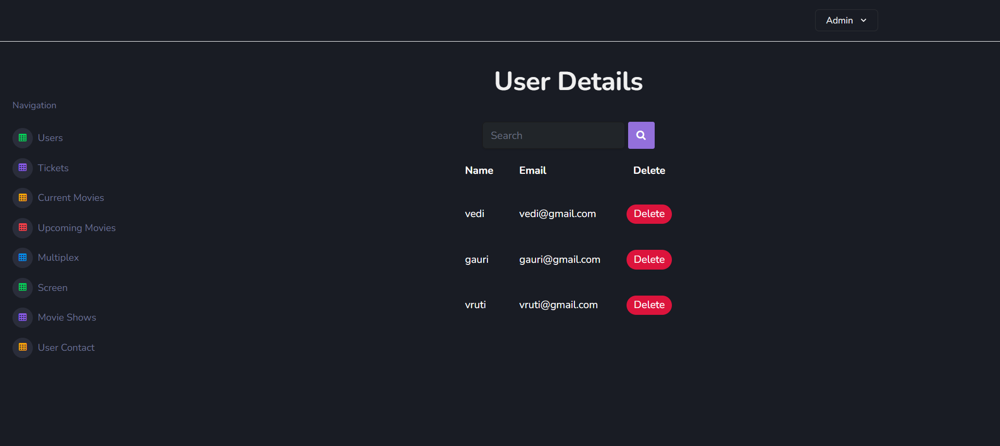 Admin
Navigation
Users
Tickets
Current Movies
Upcoming Movies
Multiplex
Screen
Movie Shows
User Contact
User Details
Search
Name Email Delete
vedi vedi@gmail.com Delete
gauri gauri@gmail.com Delete
vruti vruti@gmail.com Delete